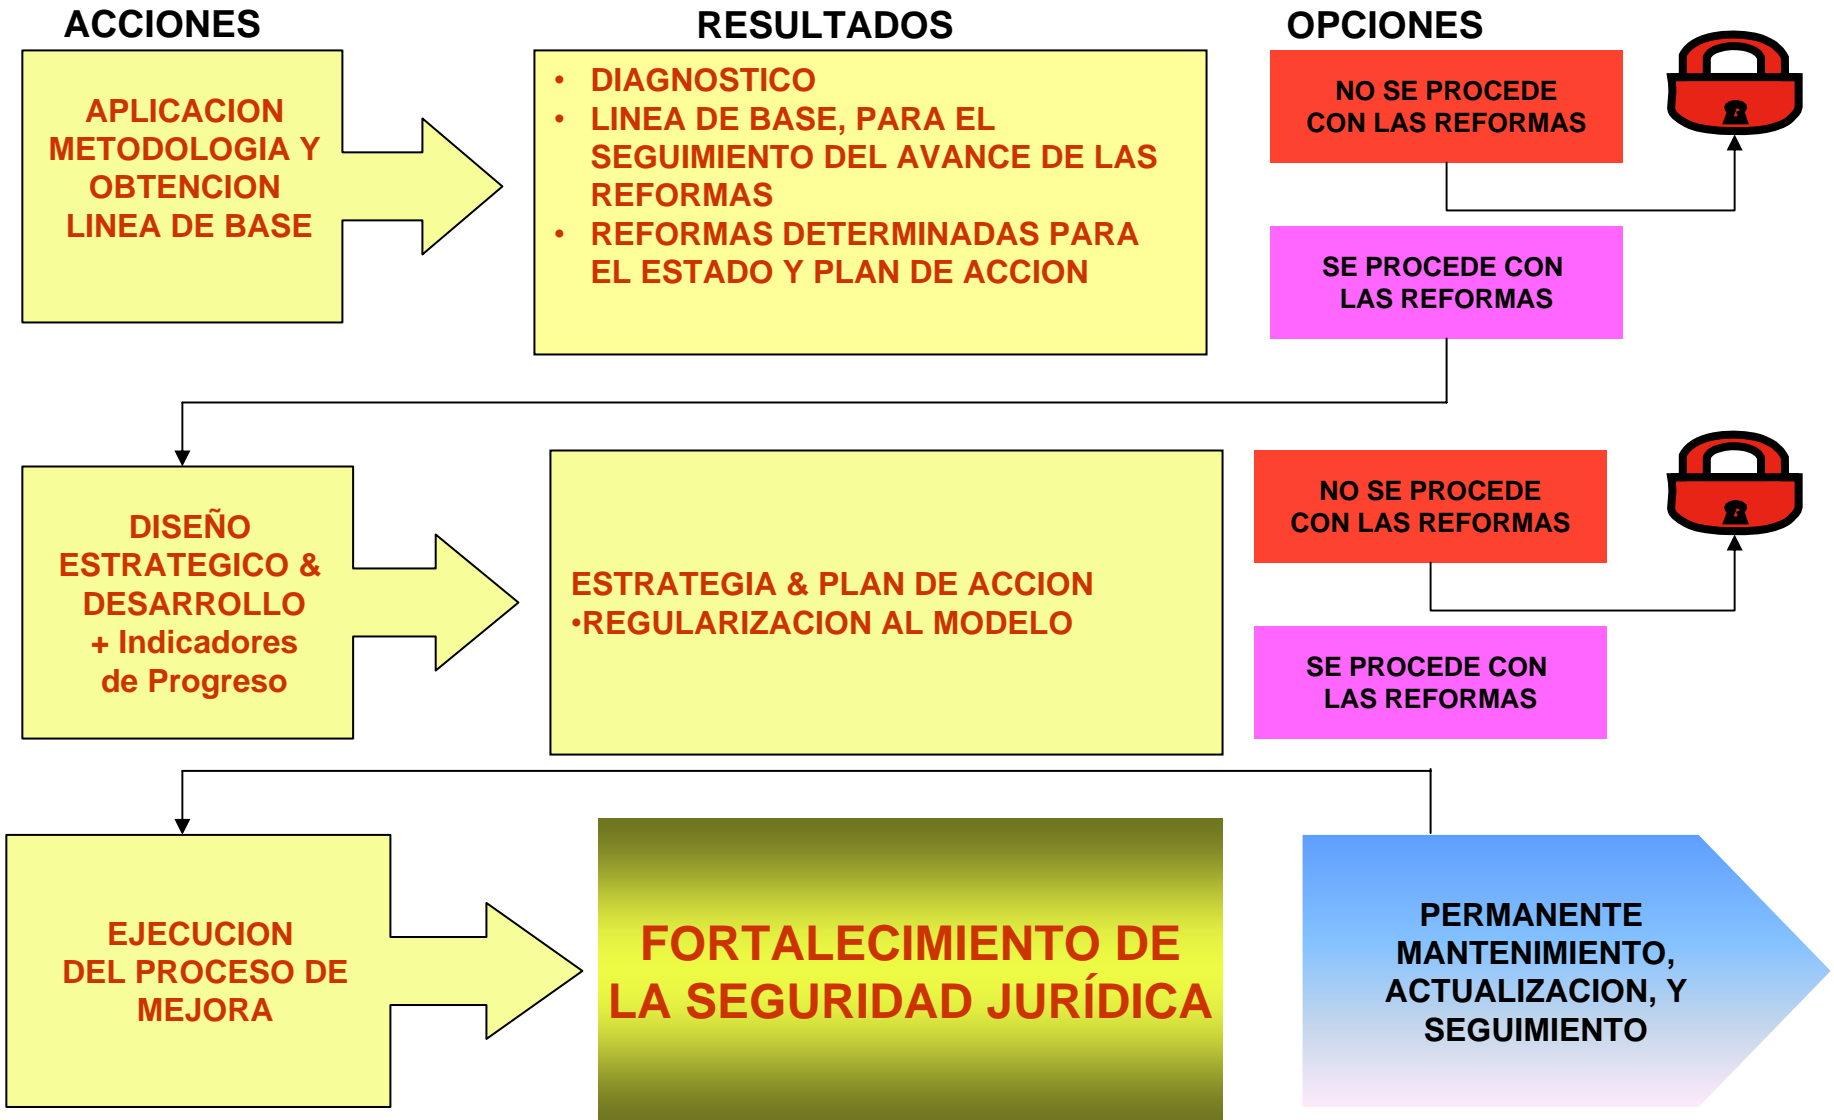 ACCIONES
RESULTADOS
OPCIONES
APLICACION
METODOLOGIA Y
OBTENCION
LINEA DE BASE
• DIAGNOSTICO
• LINEA DE BASE, PARA EL
SEGUIMIENTO DEL AVANCE DE LAS
REFORMAS
• REFORMAS DETERMINADAS PARA
EL ESTADO Y PLAN DE ACCION
NO SE PROCEDE
CON LAS REFORMAS
SE PROCEDE CON
LAS REFORMAS
DISEÑO
ESTRATEGICO &
DESARROLLO
+ Indicadores
de Progreso
ESTRATEGIA & PLAN DE ACCION
•REGULARIZACION AL MODELO
NO SE PROCEDE
CON LAS REFORMAS
SE PROCEDE CON
LAS REFORMAS
EJECUCION
DEL PROCESO DE
MEJORA
FORTALECIMIENTO DE
LA SEGURIDAD JURÍDICA
PERMANENTE
MANTENIMIENTO,
ACTUALIZACION, Y
SEGUIMIENTO